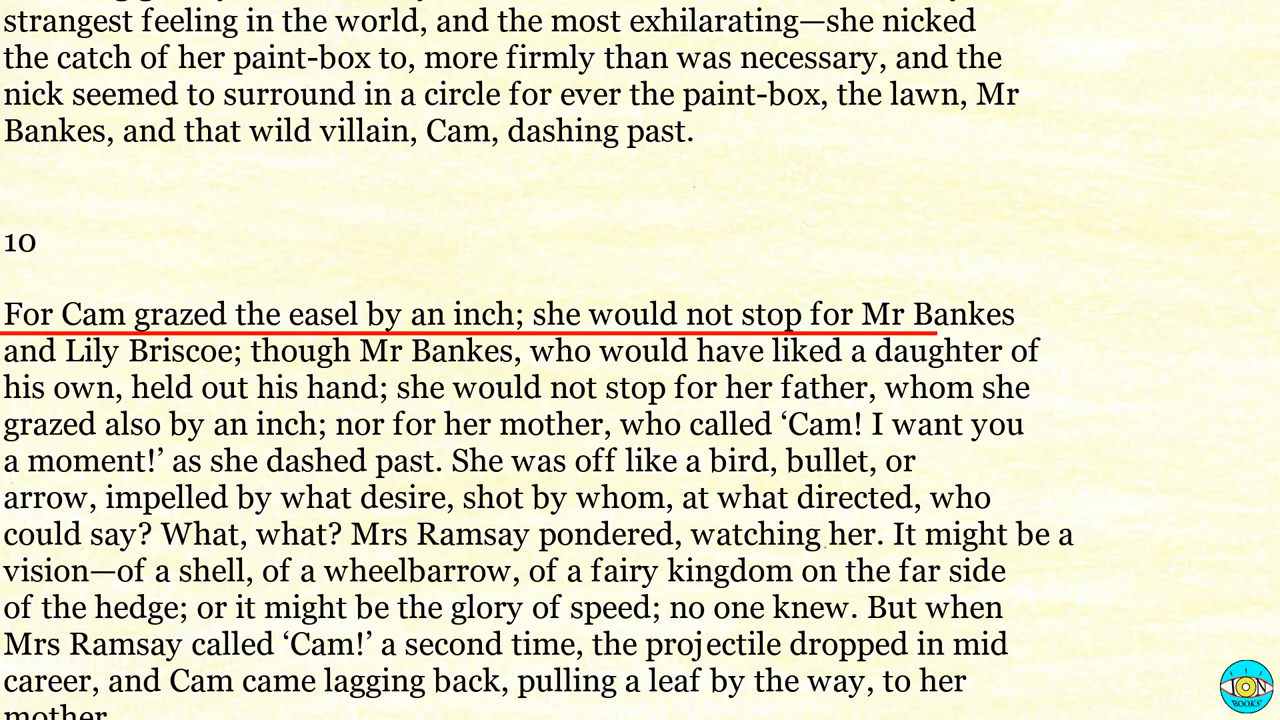 strangest feeling in the world, and the most exhilarating—she nicked
the catch of her paint-box to, more firmly than was necessary, and the
nick seemed to surround in a circle for ever the paint-box, the lawn, Mr
Bankes, and that wild villain, Cam, dashing past.
10
For Cam grazed the easel by an inch; she would not stop for Mr Bankes
and Lily Briscoe; though Mr Bankes, who would have liked a daughter of
his own, held out his hand; she would not stop for her father, whom she
grazed also by an inch; nor for her mother, who called ‘Cam! I want you
a moment!’ as she dashed past. She was off like a bird, bullet, or
arrow, impelled by what desire, shot by whom, at what directed, who
could say? What, what? Mrs Ramsay pondered, watching her. It might be a
vision—of a shell, of a wheelbarrow, of a fairy kingdom on the far side
of the hedge; or it might be the glory of speed; no one knew. But when
Mrs Ramsay called ‘Cam!’ a second time, the projectile dropped in mid
career, and Cam came lagging back, pulling a leaf by the way, to her
mother.
ION
BOOKS